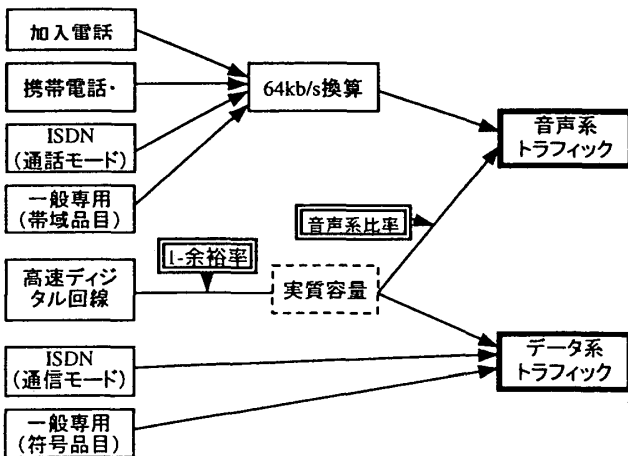 加入電話
携帯電話・
ISDN
(通話モード)
一般専用
(帯域品目)
高速ディジ
タル回線
ISDN
(通信モード)
一般専用
(符号品目)
64kb/s換算
1-余裕率
実質容量
音声系比率
音声系
トラフィック
データ系
トラフィック